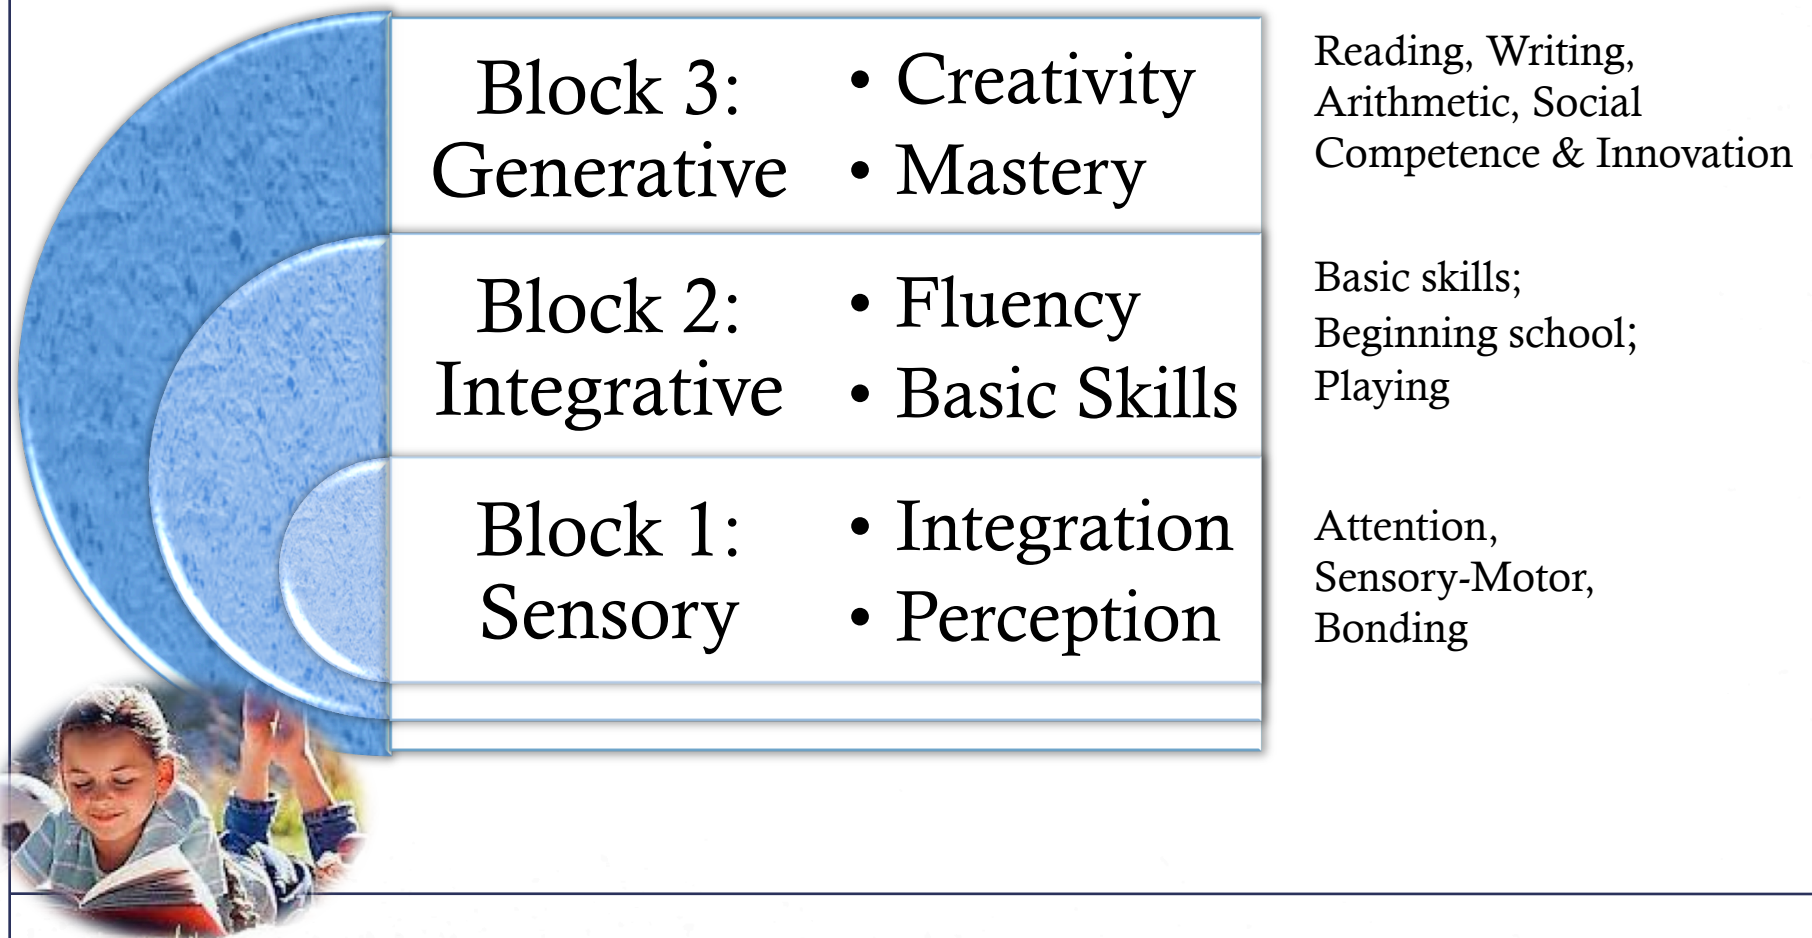 Block 3:
Generative
• Creativity
• Mastery
Reading, Writing,
Arithmetic, Social
Competence & Innovation
Block 2:
Integrative
• Fluency
• Basic Skills
Basic skills;
Beginning school;
Playing
Block 1:
Sensory
• Integration
• Perception
Attention,
Sensory-Motor,
Bonding